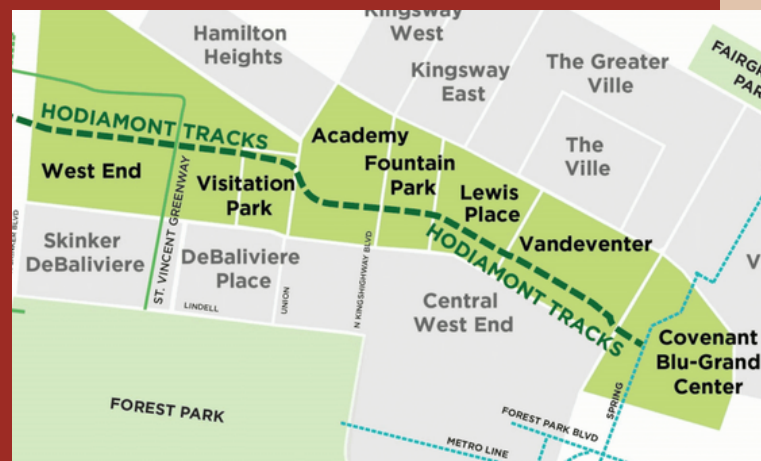 Kingsway
West
Hamilton
Heights
FAIRGR
PAR
The Greater
Ville
Kingsway
East
HODIAMONT TRACKS
Academy
The
Ville
Fountain
Park
West End
Visitation
Park
Lewis
Place
ST. VINCENT GREENWAY
Skinker
DeBaliviere
DeBaliviere
Place
Vandeventer
HODIAMONT TRACKS
V
LINDELL
UNION
N KINGSHIGHWAY BLVD
Central
West End
Covenant
Blu-Grand
Center
SPRING
FOREST PARK
FOREST PARK BLVD
METRO LINE